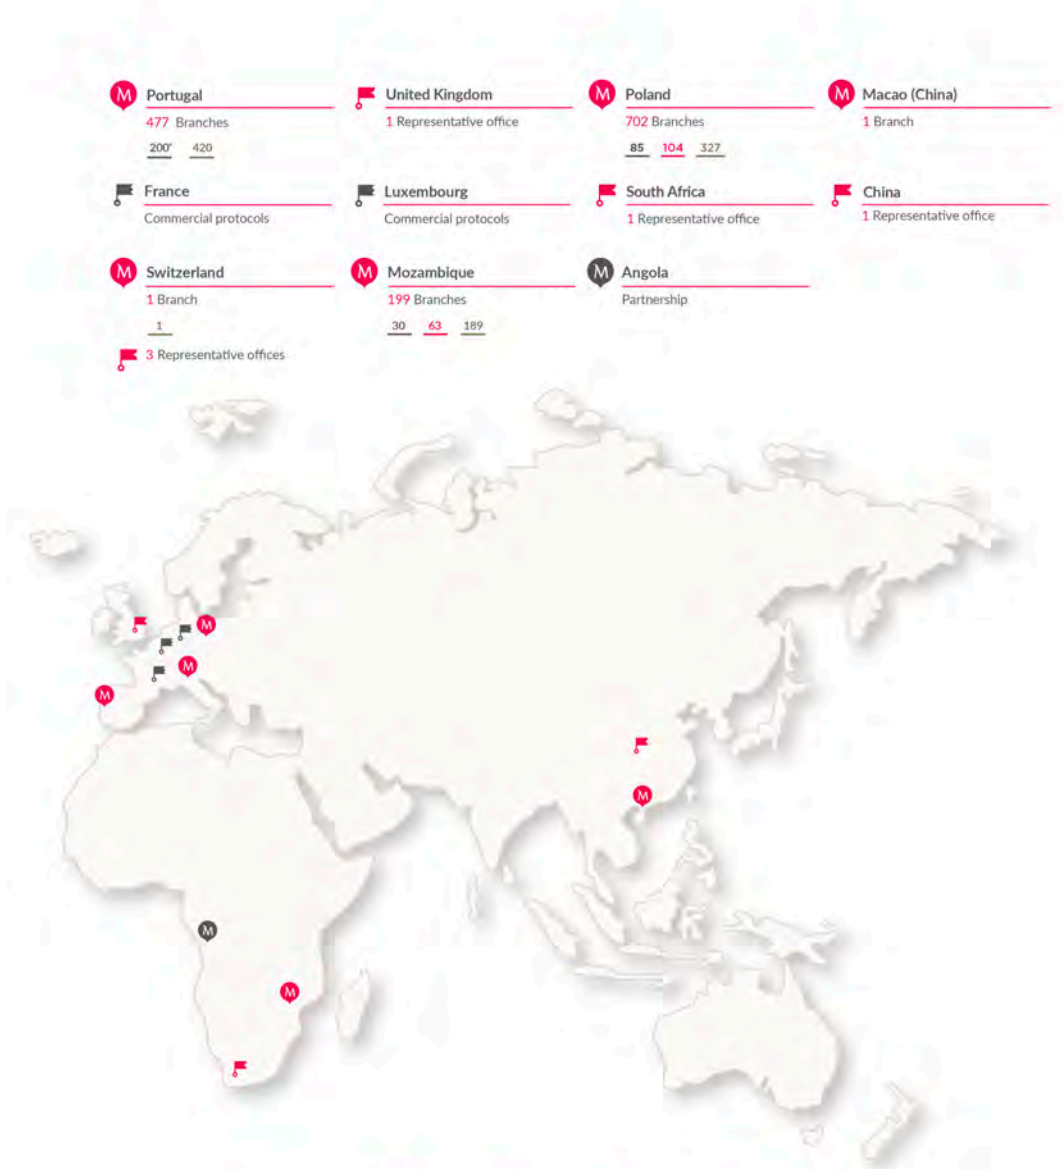 M Portugal
477 Branches
200* 420
United Kingdom
1 Representative office
M Poland
702 Branches
85 104 327
M Macao (China)
1 Branch
France
Commercial protocols
Luxembourg
Commercial protocols
South Africa
1 Representative office
China
1 Representative office
M Switzerland
1 Branch
1
3 Representative offices
M Mozambique
199 Branches
30 63 189
M Angola
Partnership
M
M
M
M
M
M